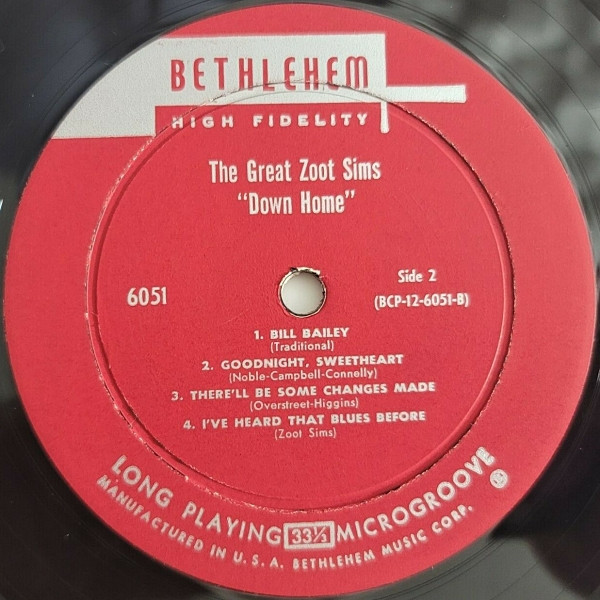 BETHLEHEM
HIGH FIDELITY
The Great Zoot Sims
"Down Home"
6051
Side 2
(BCP-12-6051-B)
1. BILL BAILEY
(Traditional)
2. GOODNIGHT, SWEETHEART
(Noble-Campbell-Connelly)
3. THERE'LL BE SOME CHANGES MADE
(Overstreet-Higgins)
4. I'VE HEARD THAT BLUES BEFORE
(Zoot Sims)
LONG PLAYING 33⅓ MICROGROOVE
MANUFACTURED IN U.S.A. BETHLEHEM MUSIC CORP.